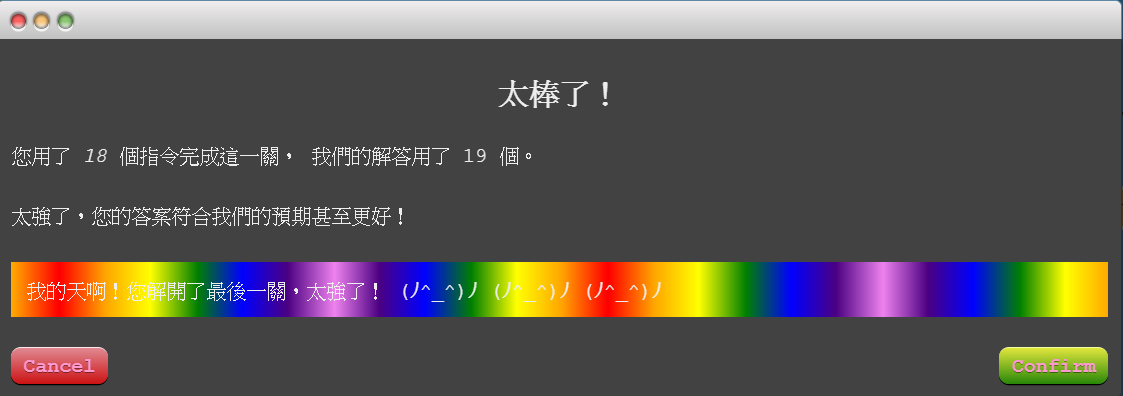 太棒了！
您用了 18 個指令完成這一關， 我們的解答用了 19 個。
太強了，您的答案符合我們的預期甚至更好！
我的天啊！您解開了最後一關，太強了！ (ﾉ^_^)ﾉ (ﾉ^_^)ﾉ (ﾉ^_^)ﾉ
Cancel
Confirm